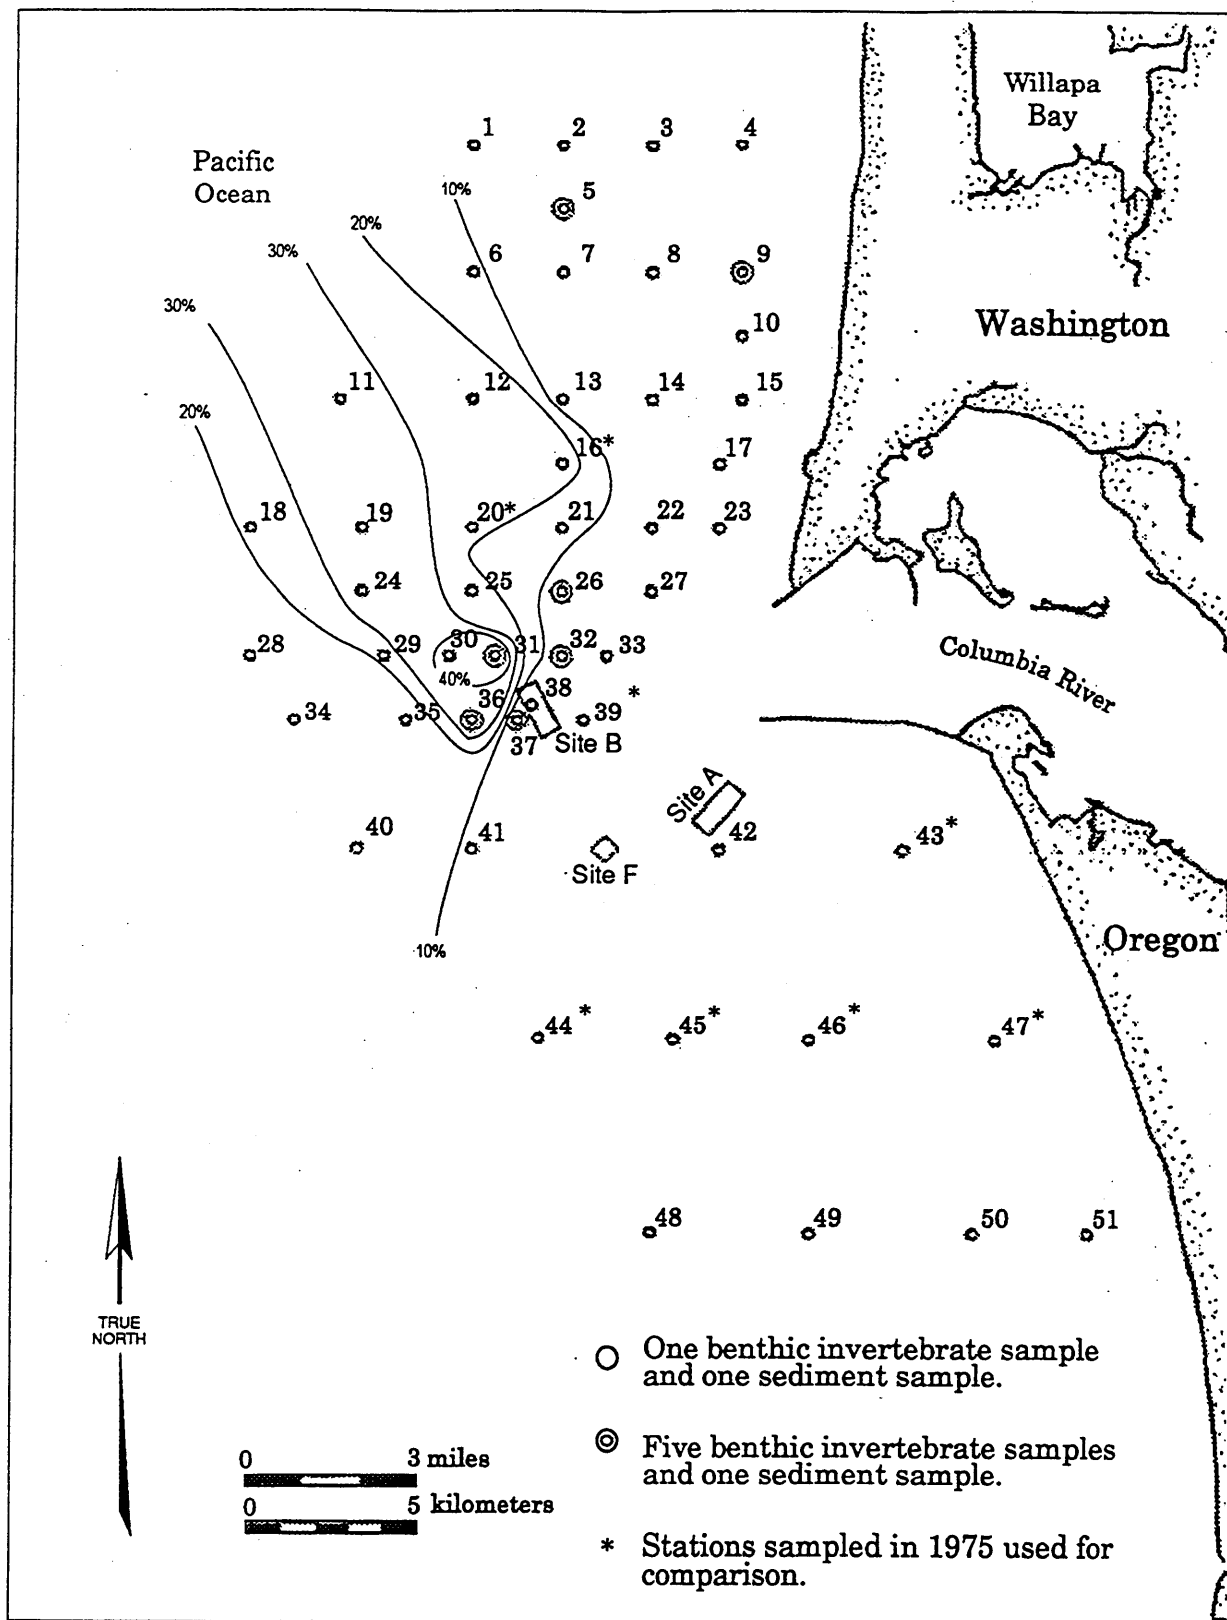 Willapa
Bay
1 2 3 4
Pacific
Ocean
10% 5
20%
30% 6 7 8 9
30%
10
Washington
11 12 13 14 15
20%
16* 17
18 19 20* 21 22 23
24 25 26 27
28 29 30 31 32 33
Columbia River
40%
36 38 *
34 35 39
37 Site B
Site A
40 41 42 43*
Site F
10%
Oregon
44* 45* 46* 47*
48 49 50 51
TRUE
NORTH
One benthic invertebrate sample
and one sediment sample.
0 3 miles
Five benthic invertebrate samples
and one sediment sample.
0 5 kilometers
* Stations sampled in 1975 used for
comparison.